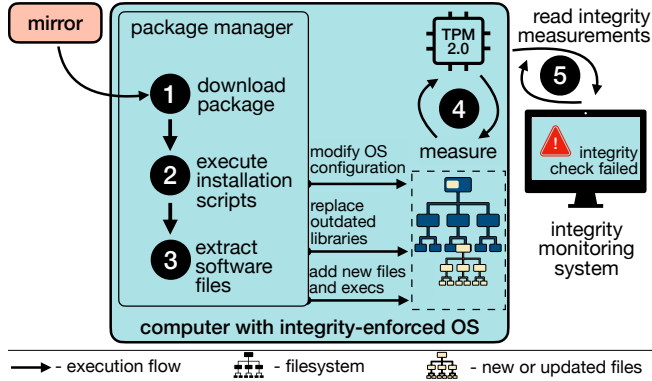 mirror
package manager
1 download
package
2 execute
installation
scripts
3 extract
software
files
modify OS
configuration
replace
outdated
libraries
add new files
and execs
TPM
2.0
4
measure
read integrity
measurements
5
! integrity
check failed
integrity
monitoring
system
computer with integrity-enforced OS
- execution flow
- filesystem
- new or updated files